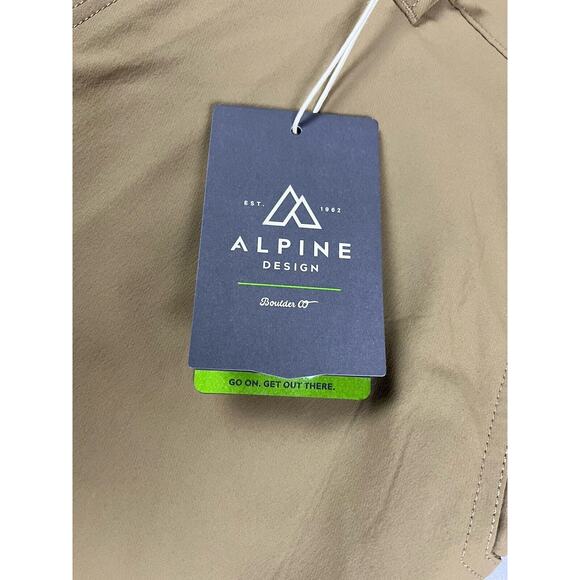 EST. 1962
ALPINE
DESIGN
Boulder CO
GO ON. GET OUT THERE.